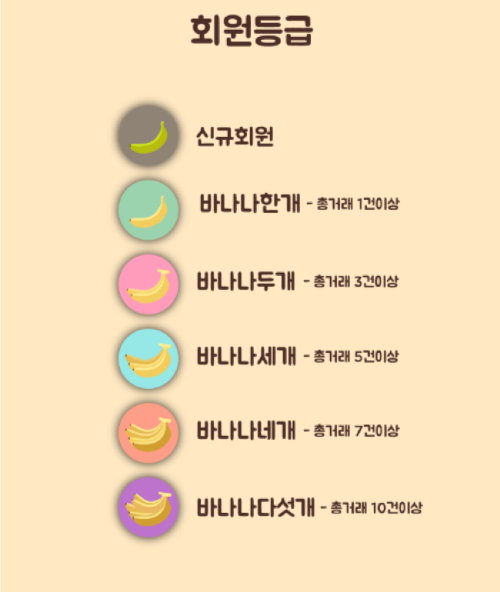 회원등급
신규회원
바나나한개 - 총거래 1건이상
바나나두개 - 총거래 3건이상
바나나세개 - 총거래 5건이상
바나나네개 - 총거래 7건이상
바나나다섯개 - 총거래 10건이상